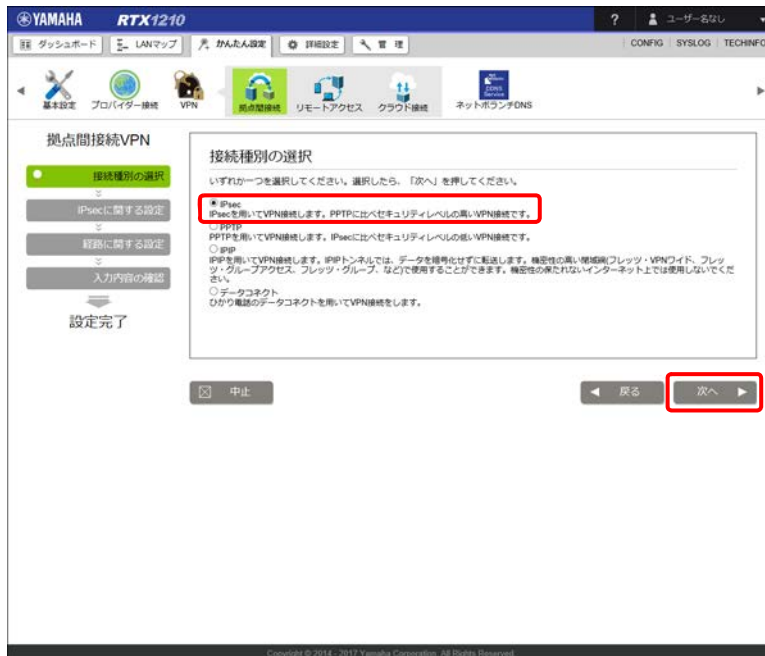 YAMAHA RTX1210 ? ユーザー名なし
ダッシュボード LANマップ かんたん設定 詳細設定 管 理 CONFIG SYSLOG TECHINFO
基本設定 プロバイダー接続 VPN 拠点間接続 リモートアクセス クラウド接続 ネットボランチDNS
拠点間接続VPN
接続種別の選択
IPsecに関する設定
経路に関する設定
入力内容の確認
設定完了
接続種別の選択
いずれか一つを選択してください。選択したら、「次へ」を押してください。
IPsec
IPsecを用いてVPN接続します。PPTPに比べセキュリティレベルの高いVPN接続です。
PPTP
PPTPを用いてVPN接続します。IPsecに比べセキュリティレベルの低いVPN接続です。
IPIP
IPIPを用いてVPN接続します。IPIPトンネルでは、データを暗号化せずに転送します。機密性の高い閉域網(フレッツ・VPNワイド、フレッ
ツ・グループアクセス、フレッツ・グループ、など)で使用することができます。機密性の保たれないインターネット上では使用しないでくだ
さい。
データコネクト
ひかり電話のデータコネクトを用いてVPN接続をします。
中止 戻る 次へ
Copyright © 2014 - 2017 Yamaha Corporation. All Rights Reserved.